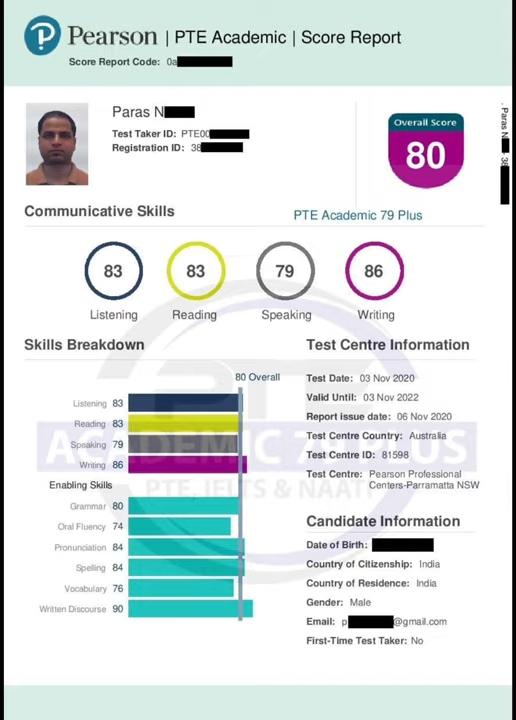 Pearson | PTE Academic | Score Report
Score Report Code: 0a
Paras N
Test Taker ID: PTE00
Registration ID: 38
Overall Score
80
. Paras N 38
Communicative Skills
PTE Academic 79 Plus
83 83 79 86
Listening Reading Speaking Writing
Skills Breakdown
80 Overall
Listening 83
Reading 83
Speaking 79
Writing 86
Enabling Skills
Grammar 80
Oral Fluency 74
Pronunciation 84
Spelling 84
Vocabulary 76
Written Discourse 90
Test Centre Information
Test Date: 03 Nov 2020
Valid Until: 03 Nov 2022
Report issue date: 06 Nov 2020
Test Centre Country: Australia
Test Centre ID: 81598
Test Centre: Pearson Professional
Centers-Parramatta NSW
Candidate Information
Date of Birth:
Country of Citizenship: India
Country of Residence: India
Gender: Male
Email: p @gmail.com
First-Time Test Taker: No
PTE
ACADEMIC 79 PLUS
PTE, IELTS & NAATI